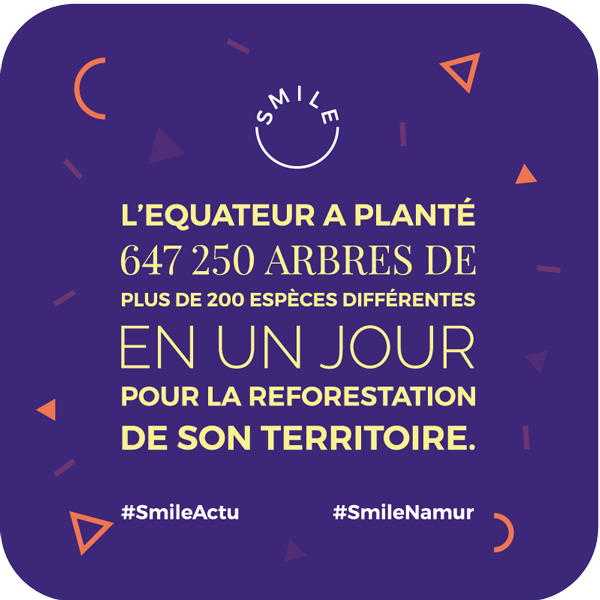 SMILE
L'EQUATEUR A PLANTÉ
647 250 ARBRES DE
PLUS DE 200 ESPÈCES DIFFÉRENTES
EN UN JOUR
POUR LA REFORESTATION
DE SON TERRITOIRE.
#SmileActu #SmileNamur